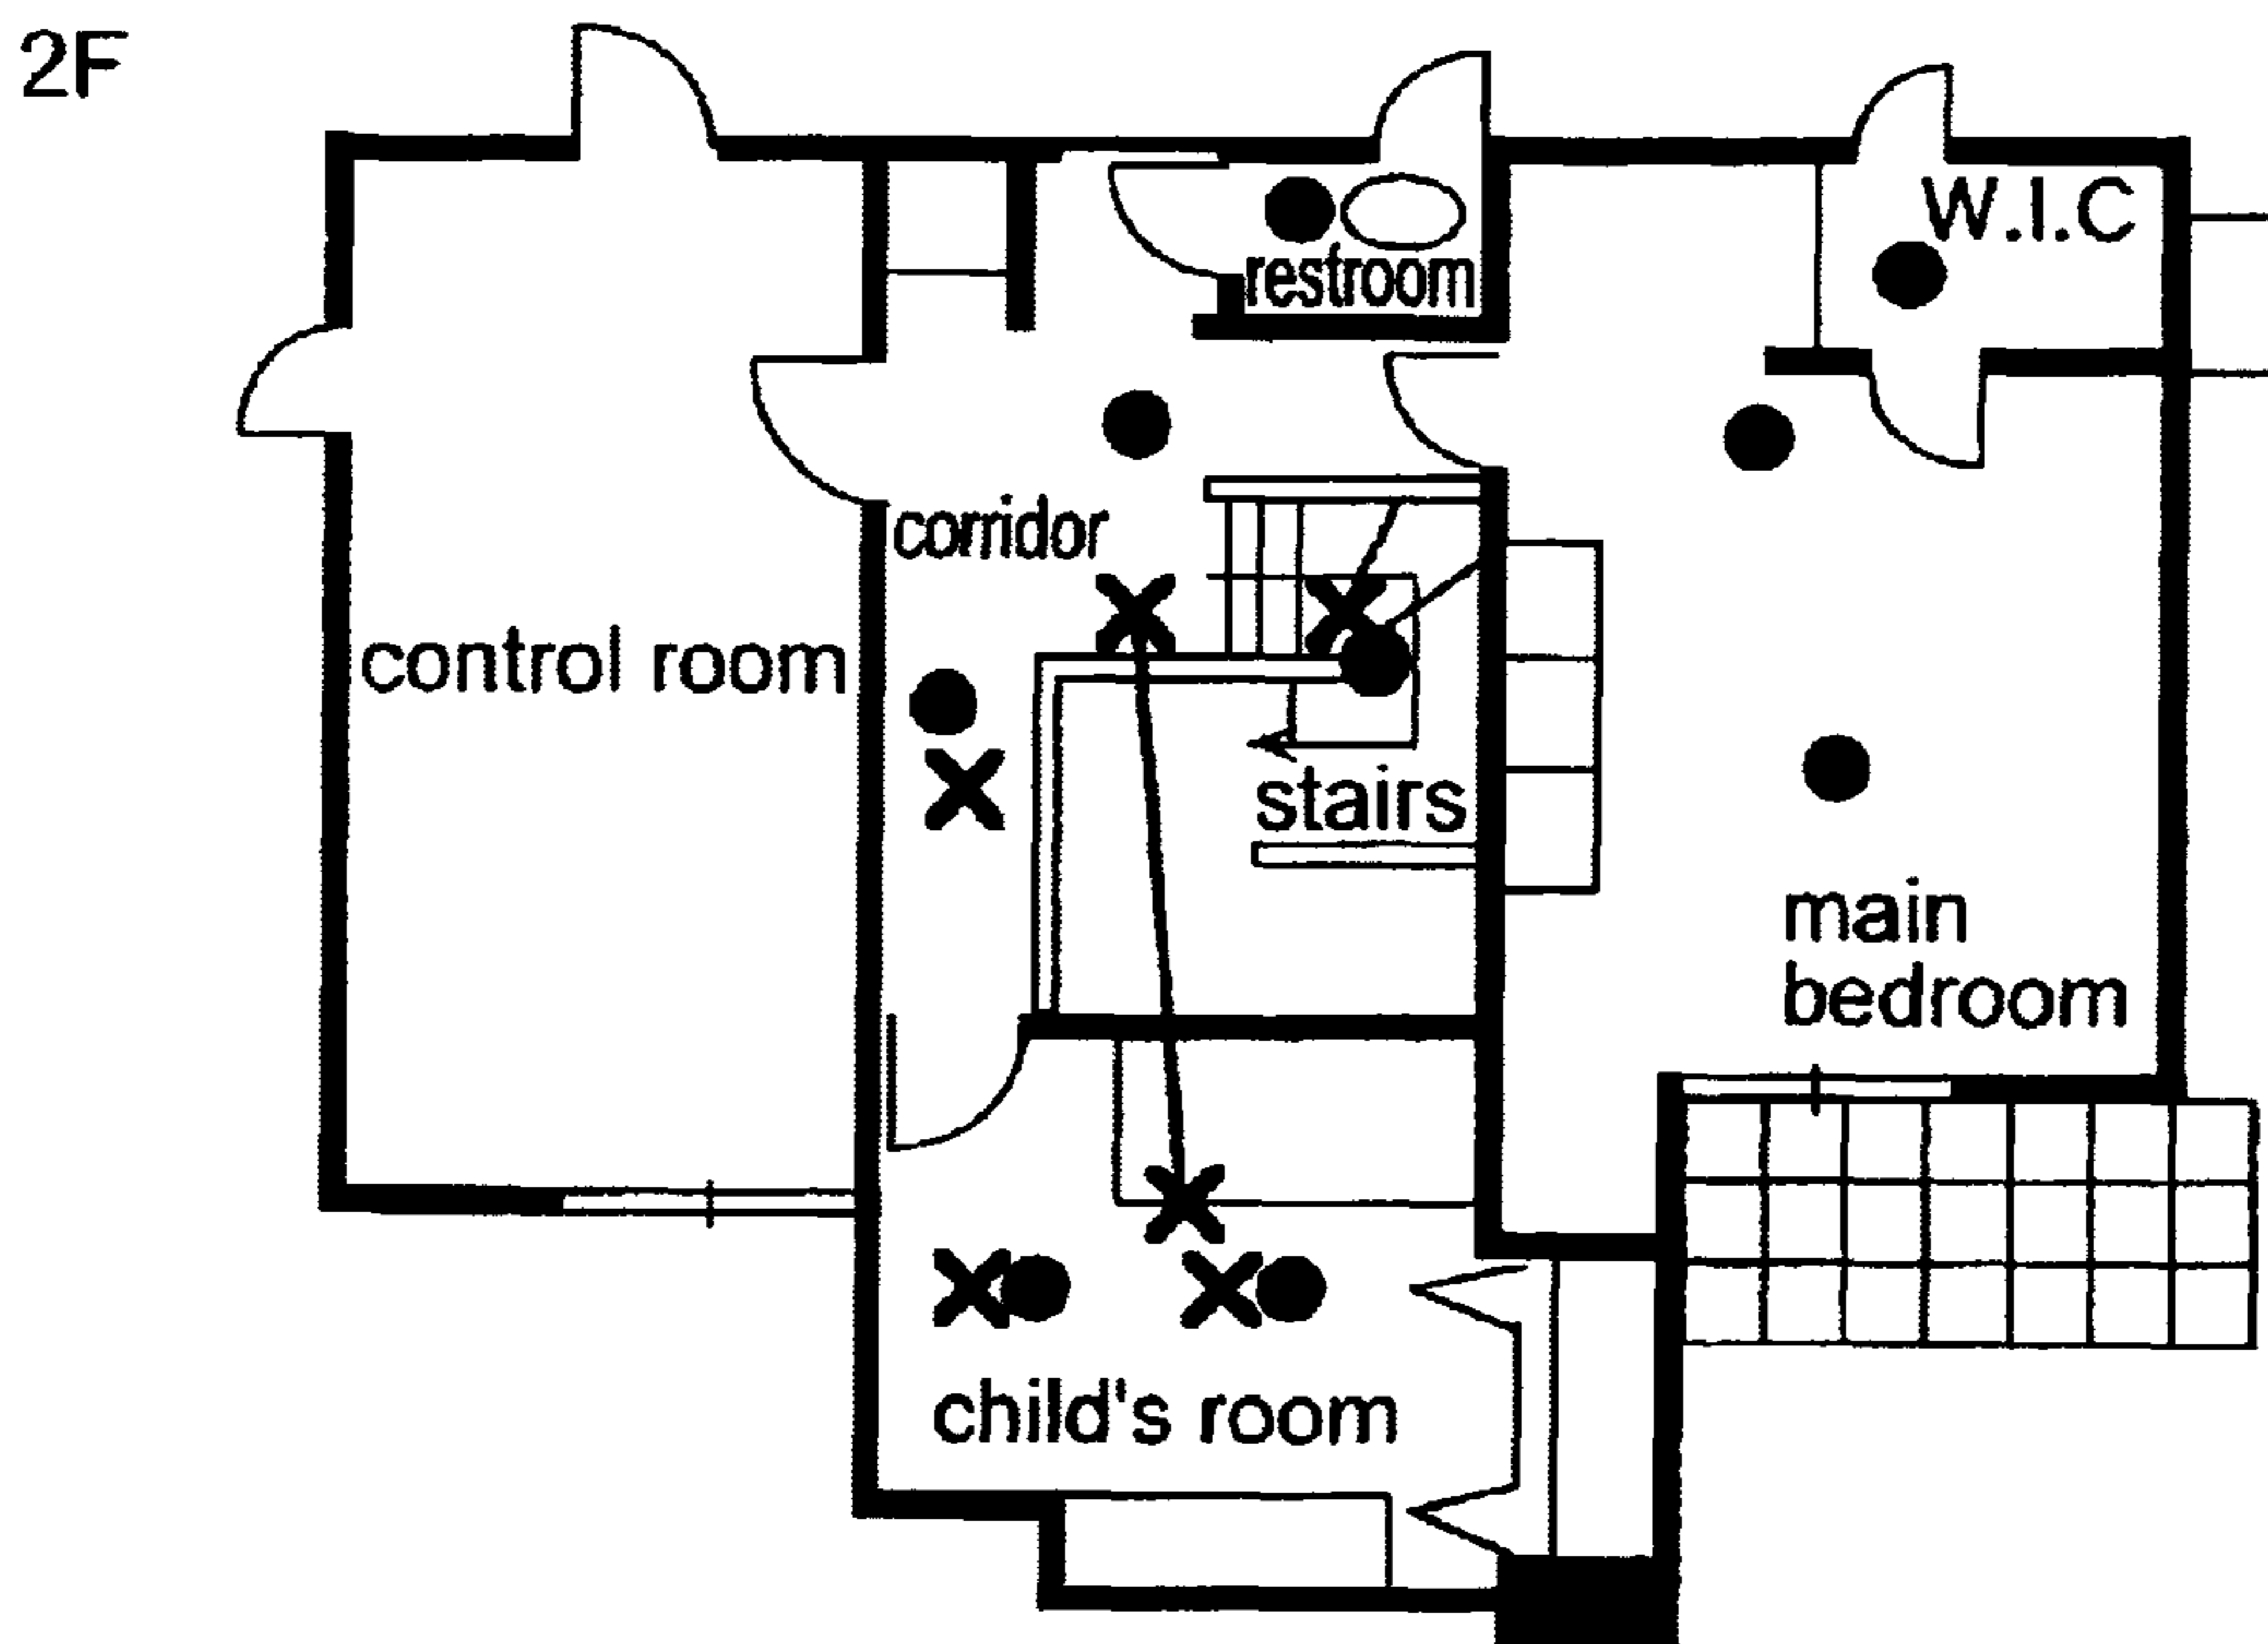 2F
W.I.C
restroom
corridor
control room
stairs
main
bedroom
child's room